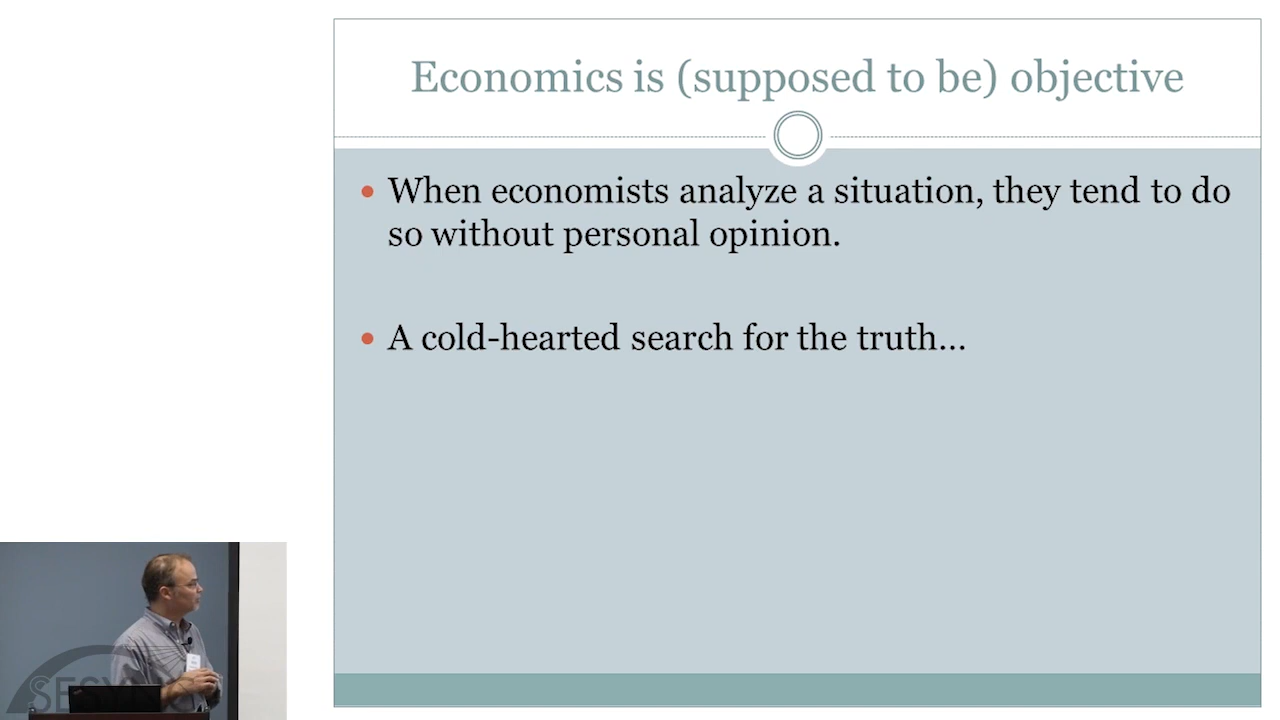 Economics is (supposed to be) objective
• When economists analyze a situation, they tend to do
so without personal opinion.
• A cold-hearted search for the truth…
SESYNC